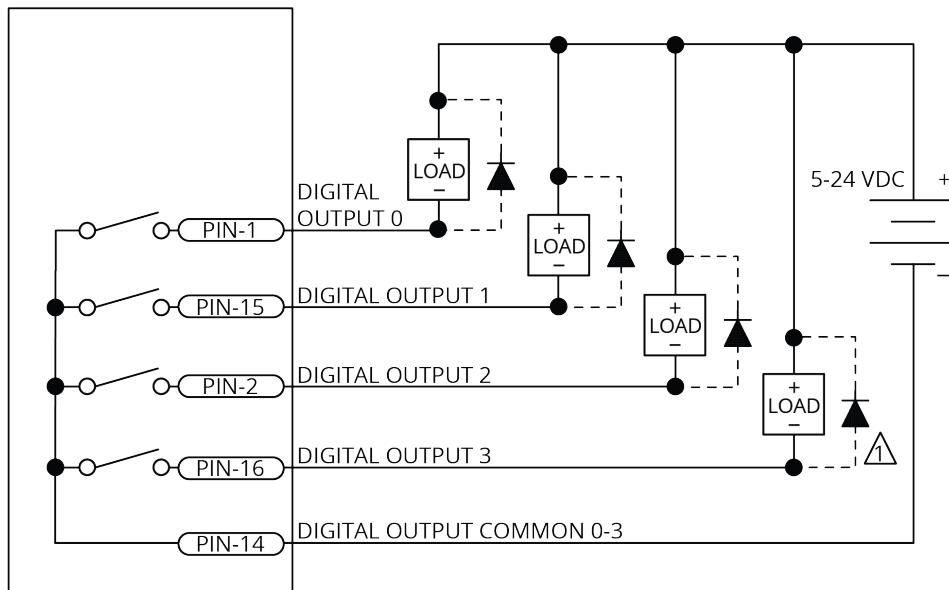 DIGITAL
OUTPUT 0
PIN-1
+
LOAD
−
DIGITAL OUTPUT 1
PIN-15
+
LOAD
−
DIGITAL OUTPUT 2
PIN-2
+
LOAD
−
DIGITAL OUTPUT 3
PIN-16
+
LOAD
−
1
DIGITAL OUTPUT COMMON 0-3
PIN-14
5-24 VDC
+
−